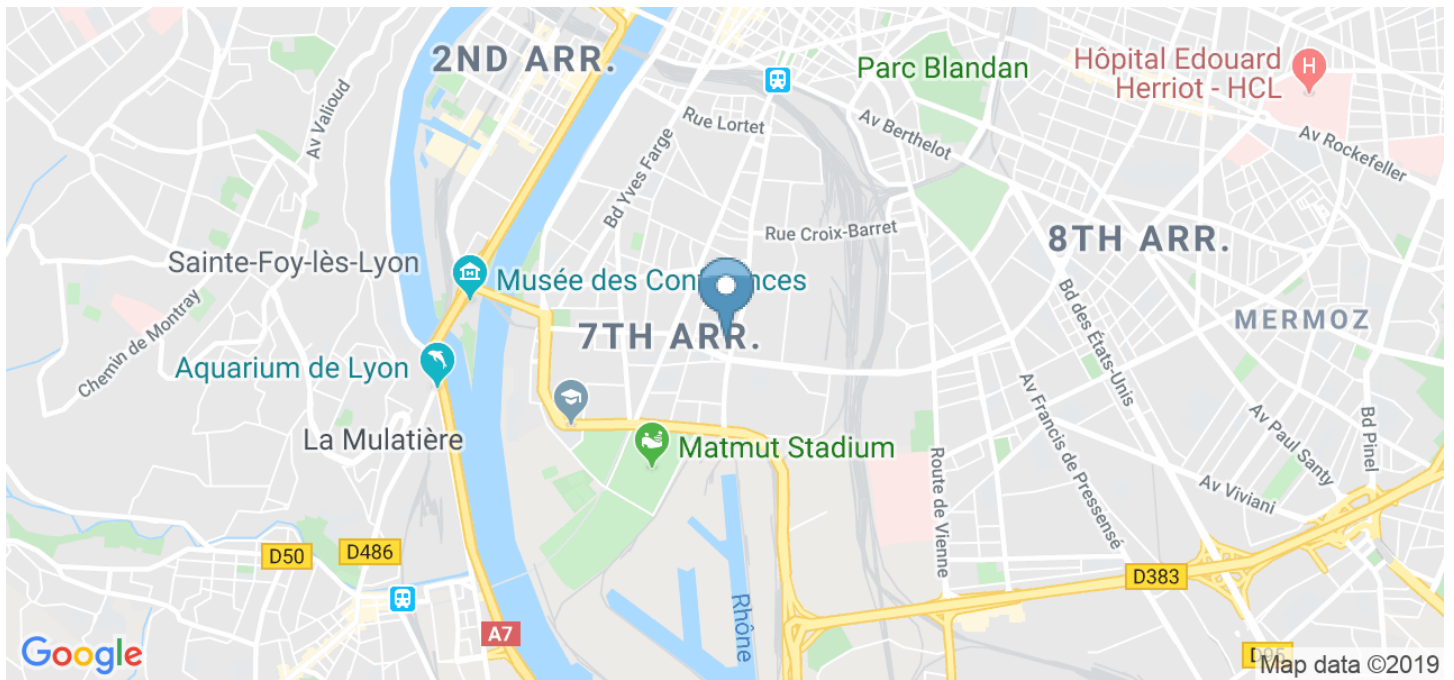 2ND ARR.
Parc Blandan
Hôpital Edouard
Herriot - HCL
H
Av Valioud
Rue Lortet
Av Berthelot
Av Rockefeller
Bd Yves Farge
Rue Croix-Barret
8TH ARR.
Sainte-Foy-lès-Lyon
Musée des Con
nces
Bd des États-Unis
MERMOZ
Chemin de Montray
7TH ARR.
Aquarium de Lyon
Av Francis de Pressensé
Av Paul Santy
Bd Pinel
La Mulatière
Matmut Stadium
Route de Vienne
Av Viviani
D50
D486
D383
Rhône
A7
Google
Map data ©2019